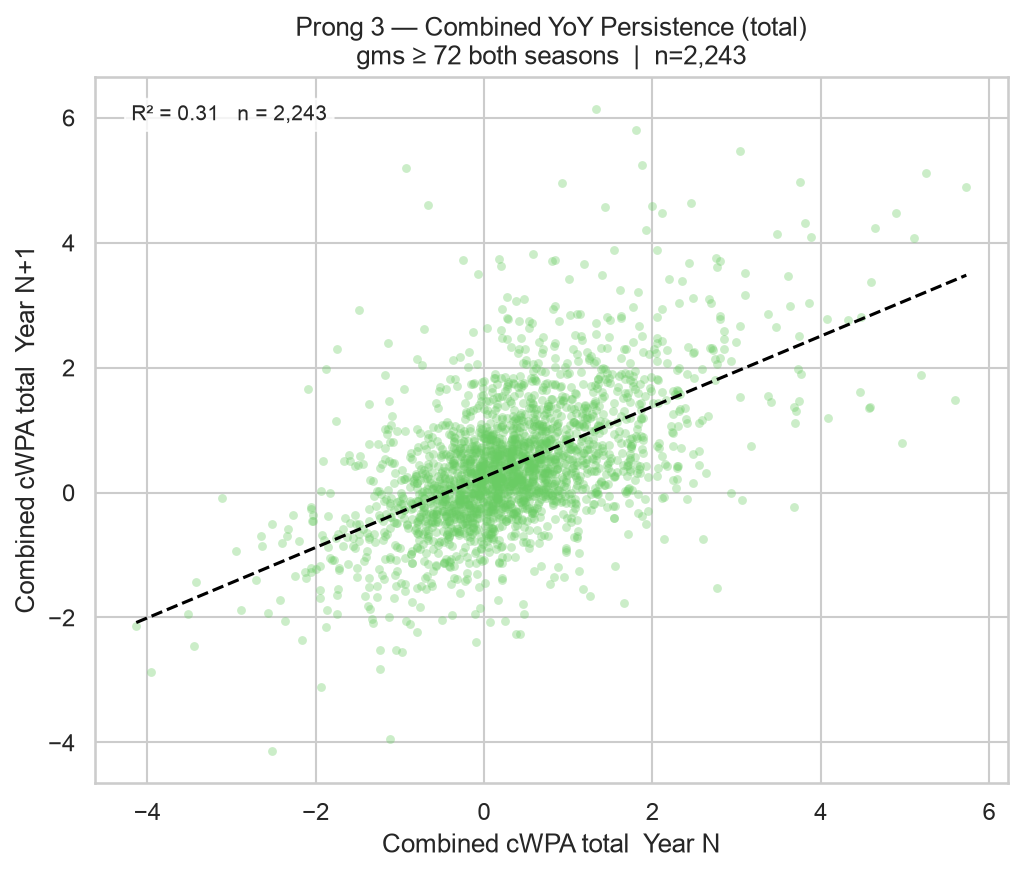 Prong 3 — Combined YoY Persistence (total)
gms ≥ 72 both seasons | n=2,243
R² = 0.31 n = 2,243
6
4
2
0
−2
−4
Combined cWPA total Year N+1
−4
−2
0
2
4
6
Combined cWPA total Year N